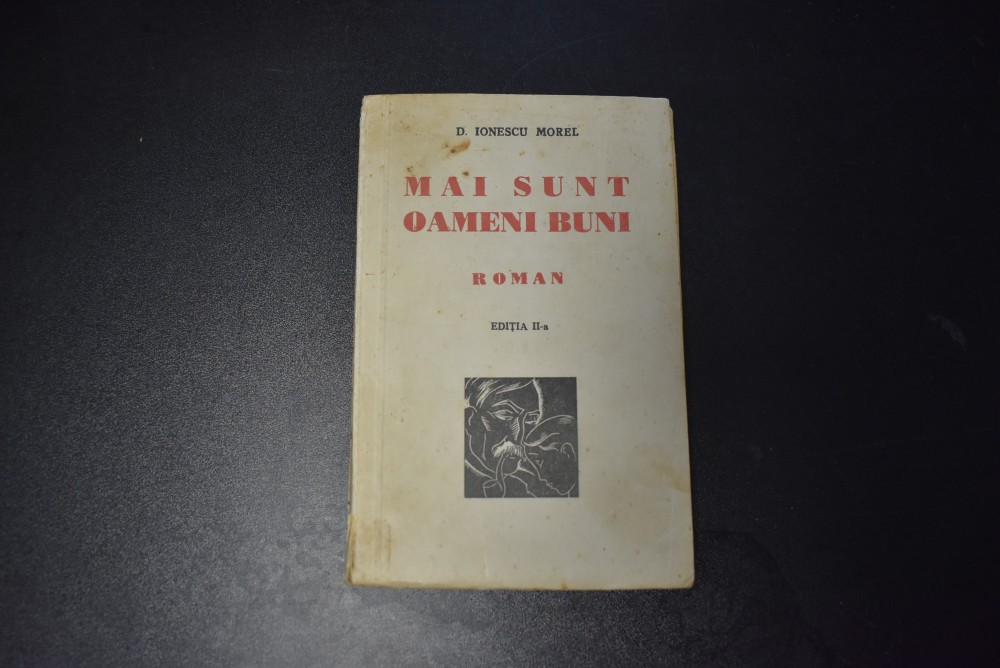 D. IONESCU MOREL
MAI SUNT
OAMENI BUNI
ROMAN
EDIȚIA II-a